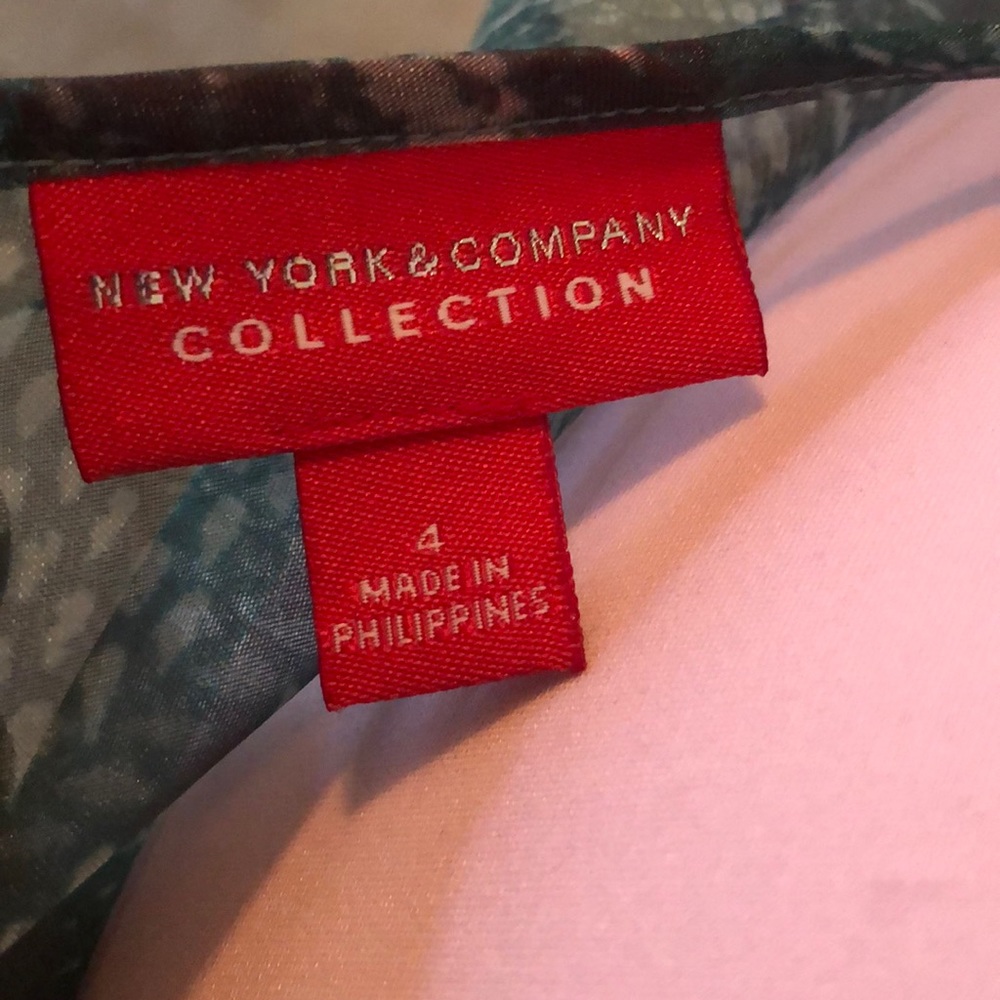 NEW YORK & COMPANY
COLLECTION
4
MADE IN
PHILIPPINES